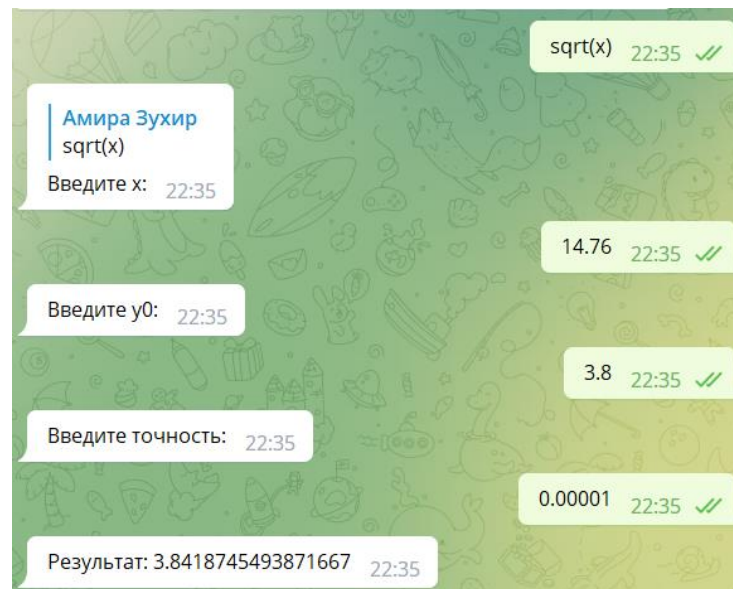 sqrt(x) 22:35
Амира Зухир
sqrt(x)
Введите x: 22:35
14.76 22:35
Введите y0: 22:35
3.8 22:35
Введите точность: 22:35
0.00001 22:35
Результат: 3.8418745493871667 22:35